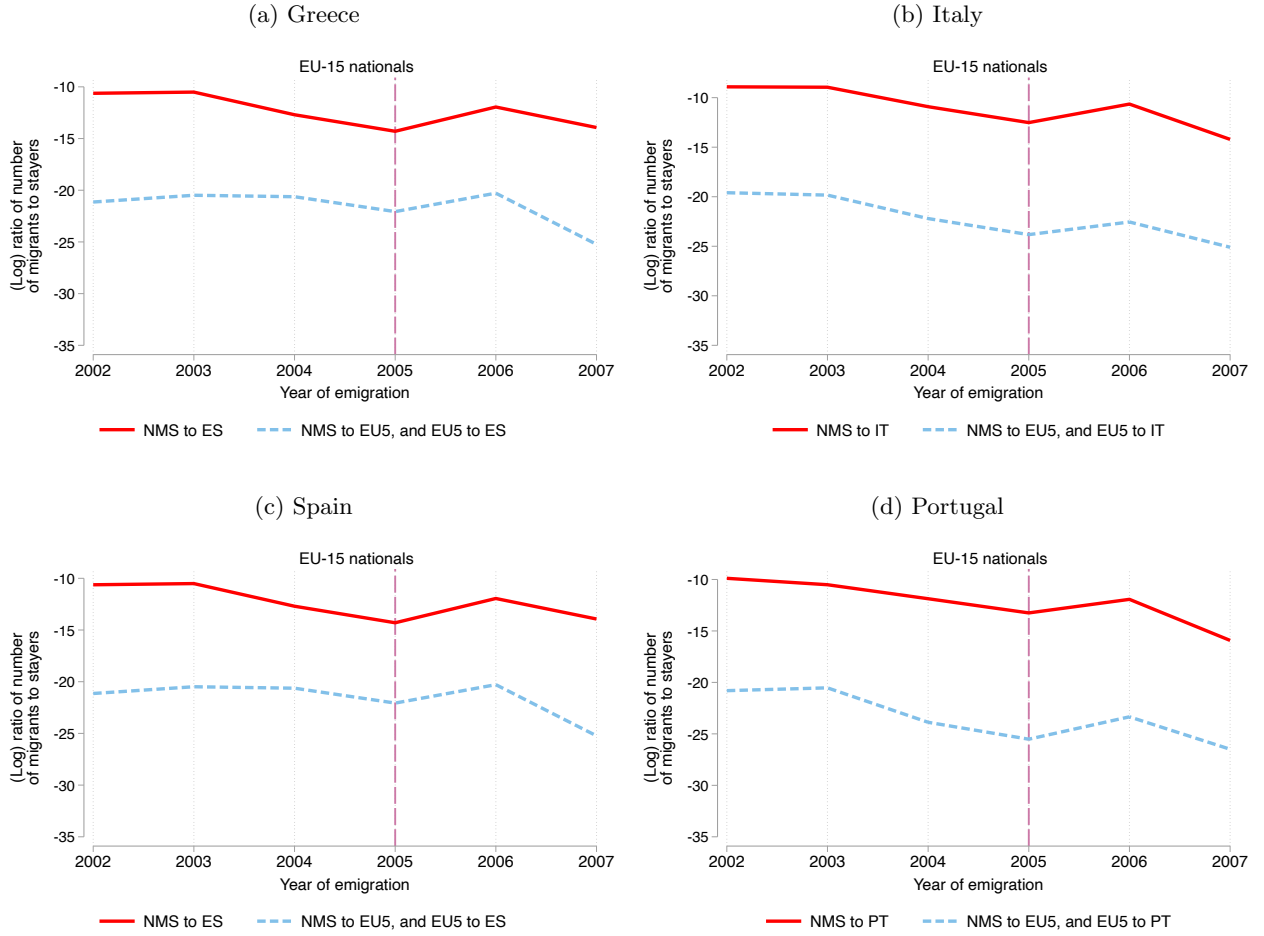 (a) Greece
EU-15 nationals
(Log) ratio of number
of migrants to stayers
-10
-15
-20
-25
-30
-35
2002 2003 2004 2005 2006 2007
Year of emigration
NMS to ES NMS to EU5, and EU5 to ES
(b) Italy
EU-15 nationals
(Log) ratio of number
of migrants to stayers
-10
-15
-20
-25
-30
-35
2002 2003 2004 2005 2006 2007
Year of emigration
NMS to IT NMS to EU5, and EU5 to IT
(c) Spain
EU-15 nationals
(Log) ratio of number
of migrants to stayers
-10
-15
-20
-25
-30
-35
2002 2003 2004 2005 2006 2007
Year of emigration
NMS to ES NMS to EU5, and EU5 to ES
(d) Portugal
EU-15 nationals
(Log) ratio of number
of migrants to stayers
-10
-15
-20
-25
-30
-35
2002 2003 2004 2005 2006 2007
Year of emigration
NMS to PT NMS to EU5, and EU5 to PT